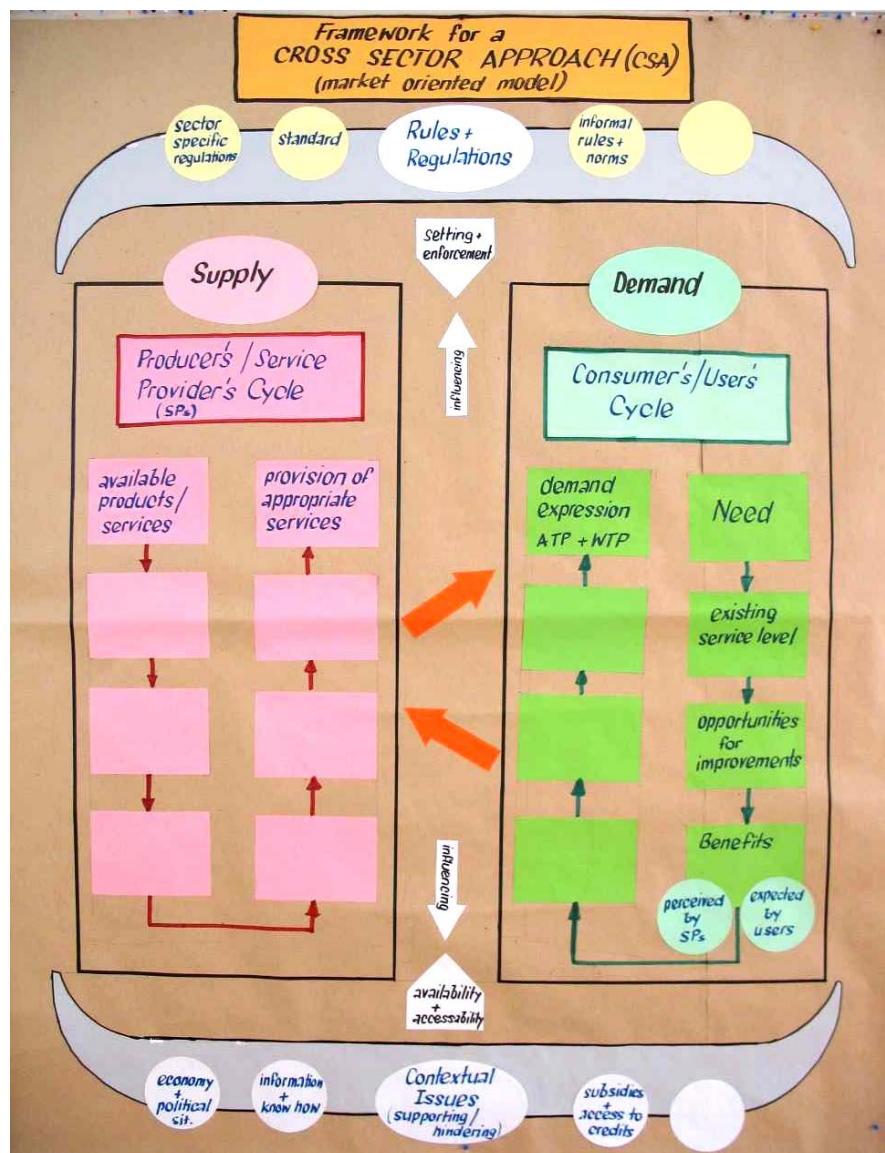 Framework for a
CROSS SECTOR APPROACH (CSA)
(market oriented model)
sector
specific
regulations
standard
Rules +
Regulations
informal
rules +
norms
setting +
enforcement
influencing
Supply
Producer's / Service
Provider's Cycle
(SPs)
available
products/
services
provision of
appropriate
services
Demand
Consumer's/User's
Cycle
demand
expression
ATP + WTP
Need
existing
service level
opportunities
for
improvements
Benefits
perceived
by
SPs
expected
by
users
influencing
availability
+
accessability
economy
+
political
sit.
information
+
know how
Contextual
Issues
(supporting/
hindering)
subsidies
+
access to
credits